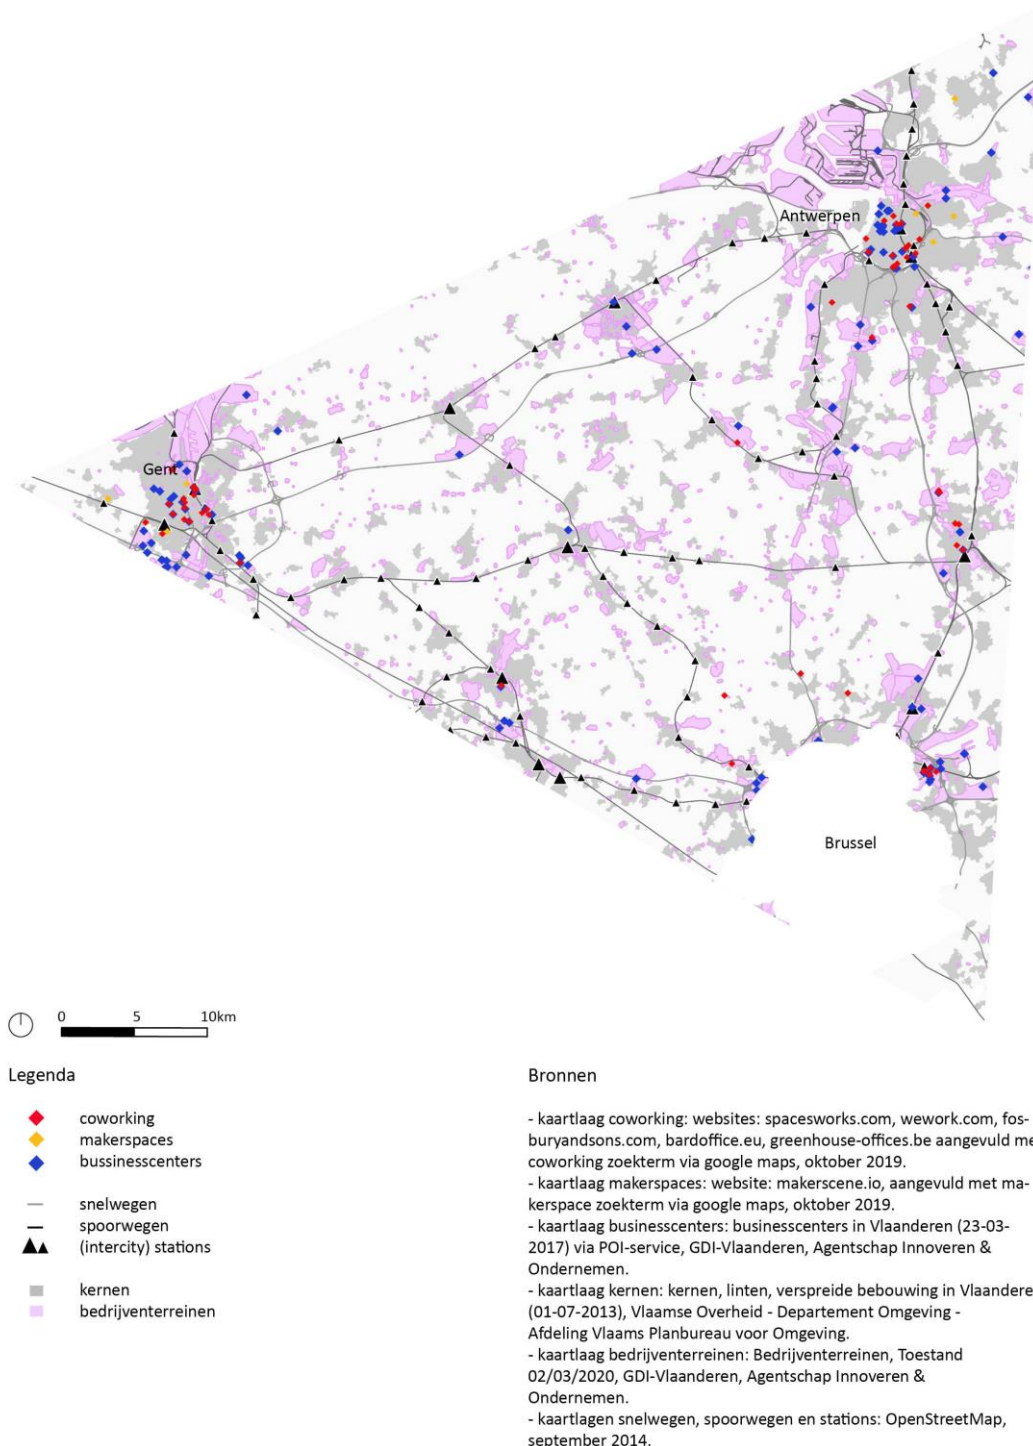 Antwerpen
Gent
Brussel
0 5 10km
Legenda
coworking
makerspaces
bussinesscenters
snelwegen
spoorwegen
(intercity) stations
kernen
bedrijventerreinen
Bronnen
- kaartlaag coworking: websites: spacesworks.com, wework.com, fos-
buryandsons.com, bardoffice.eu, greenhouse-offices.be aangevuld me
coworking zoekterm via google maps, oktober 2019.
- kaartlaag makerspaces: website: makerscene.io, aangevuld met ma-
kerspace zoekterm via google maps, oktober 2019.
- kaartlaag businesscenters: businesscenters in Vlaanderen (23-03-
2017) via POI-service, GDI-Vlaanderen, Agentschap Innoveren &
Ondernemen.
- kaartlaag kernen: kernen, linten, verspreide bebouwing in Vlaandere
(01-07-2013), Vlaamse Overheid - Departement Omgeving -
Afdeling Vlaams Planbureau voor Omgeving.
- kaartlaag bedrijventerreinen: Bedrijventerreinen, Toestand
02/03/2020, GDI-Vlaanderen, Agentschap Innoveren &
Ondernemen.
- kaartlagen snelwegen, spoorwegen en stations: OpenStreetMap,
september 2014.